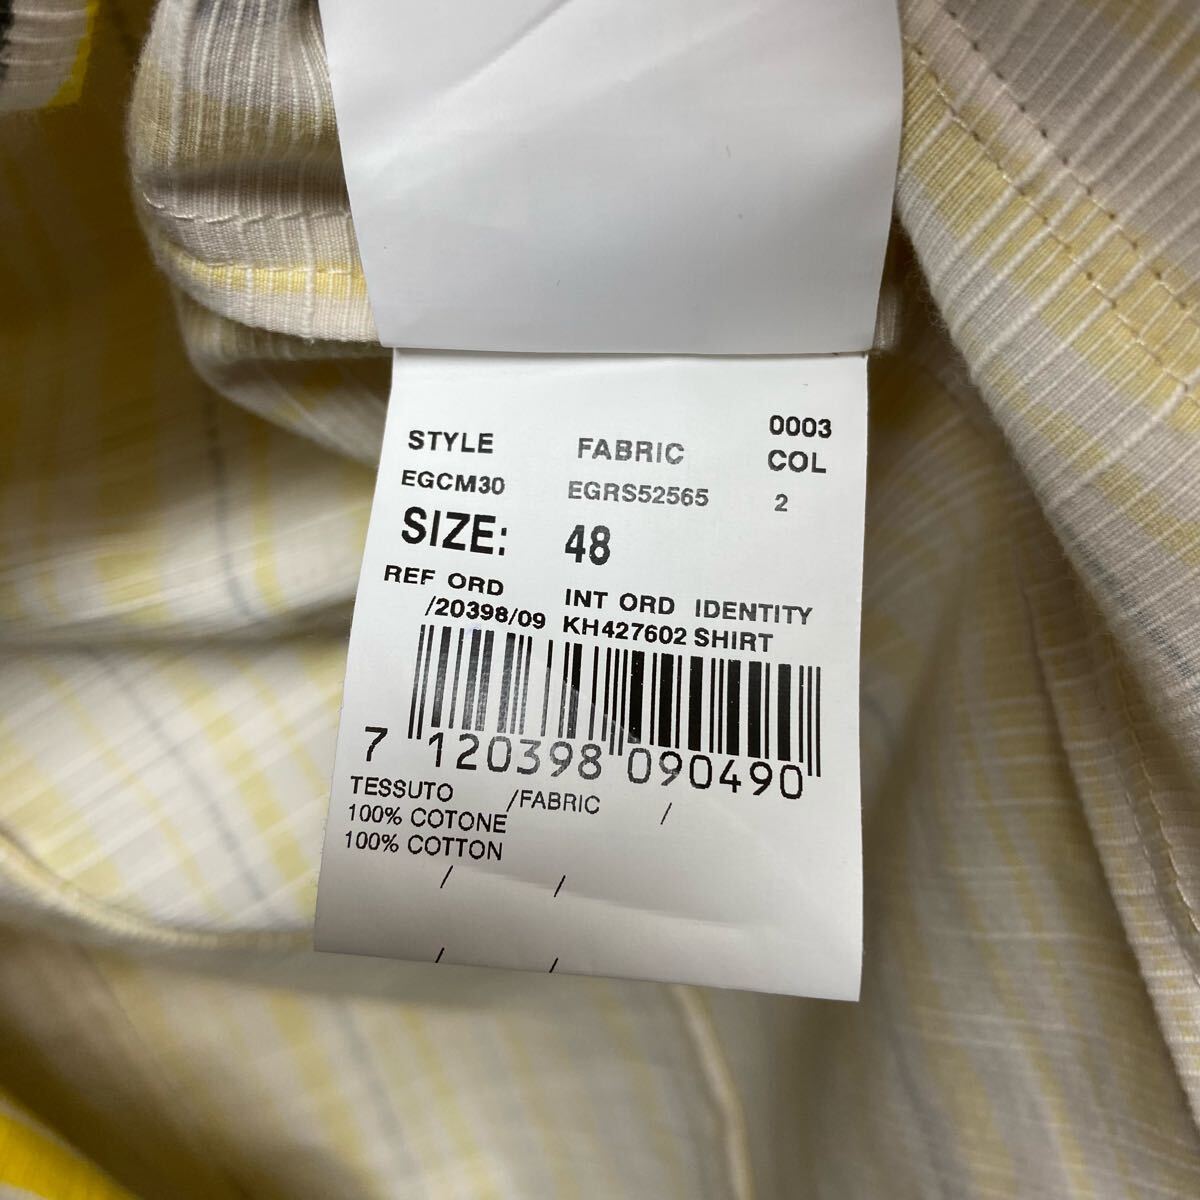 STYLE FABRIC 0003 COL
EGCM30 EGRS52565 2
SIZE: 48
REF ORD INT ORD IDENTITY
/20398/09 KH427602 SHIRT
7 120398 090490
TESSUTO /FABRIC /
100% COTONE
100% COTTON
/ /
/ /